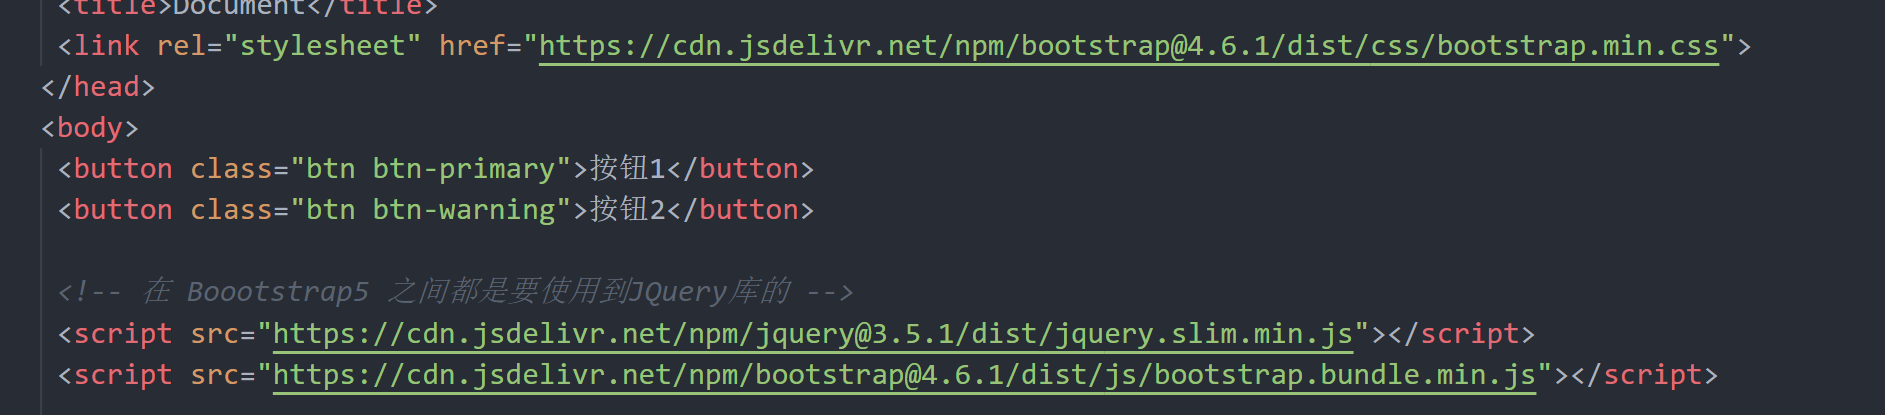 <title>Document</title>
<link rel="stylesheet" href="https://cdn.jsdelivr.net/npm/bootstrap@4.6.1/dist/css/bootstrap.min.css">
</head>
<body>
<button class="btn btn-primary">按钮1</button>
<button class="btn btn-warning">按钮2</button>
<!-- 在 Boootstrap5 之间都是要使用到JQuery库的 -->
<script src="https://cdn.jsdelivr.net/npm/jquery@3.5.1/dist/jquery.slim.min.js"></script>
<script src="https://cdn.jsdelivr.net/npm/bootstrap@4.6.1/dist/js/bootstrap.bundle.min.js"></script>